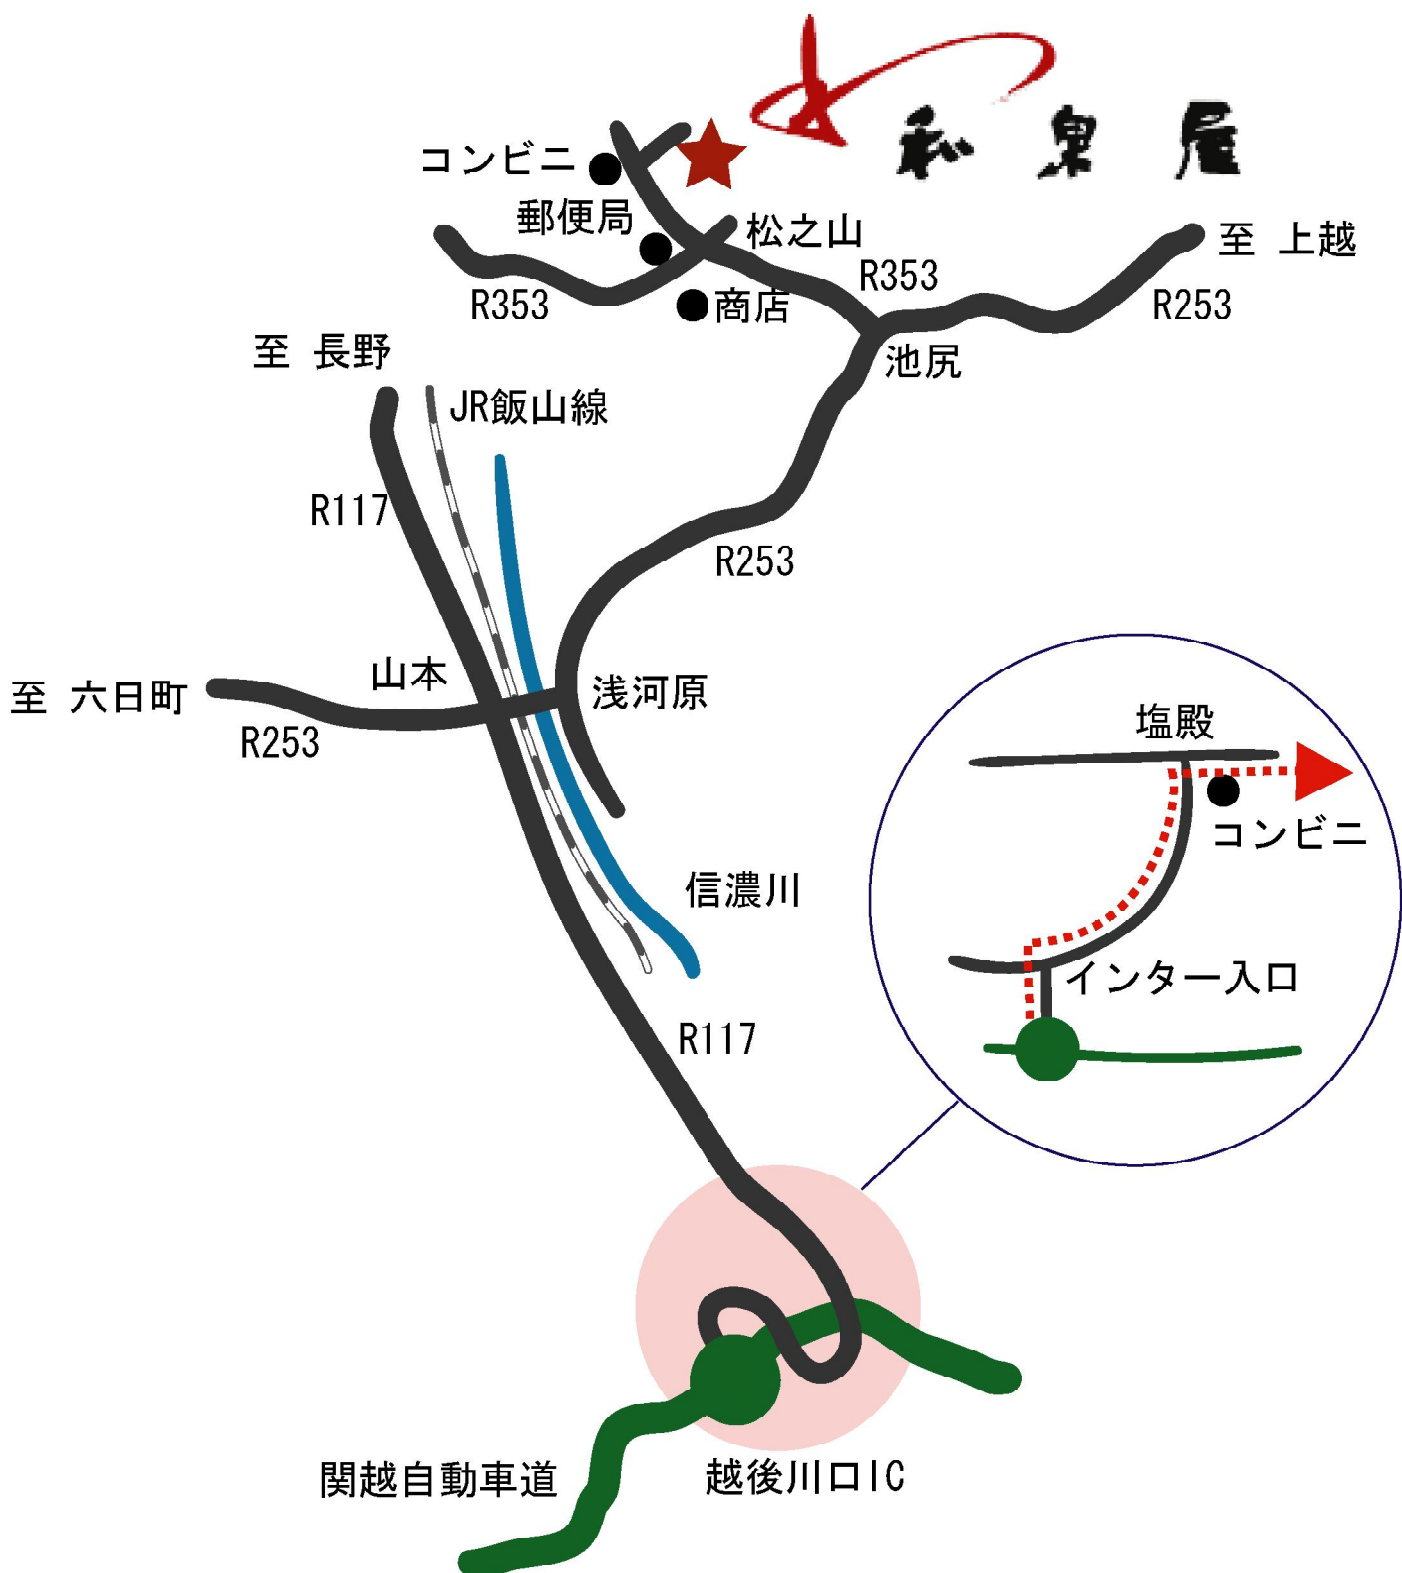 和泉屋
コンビニ
郵便局
松之山
至 上越
R353
R353
R253
商店
至 長野
池尻
JR飯山線
R117
R253
山本
至 六日町
浅河原
R253
塩殿
コンビニ
信濃川
インター入口
R117
関越自動車道
越後川口IC